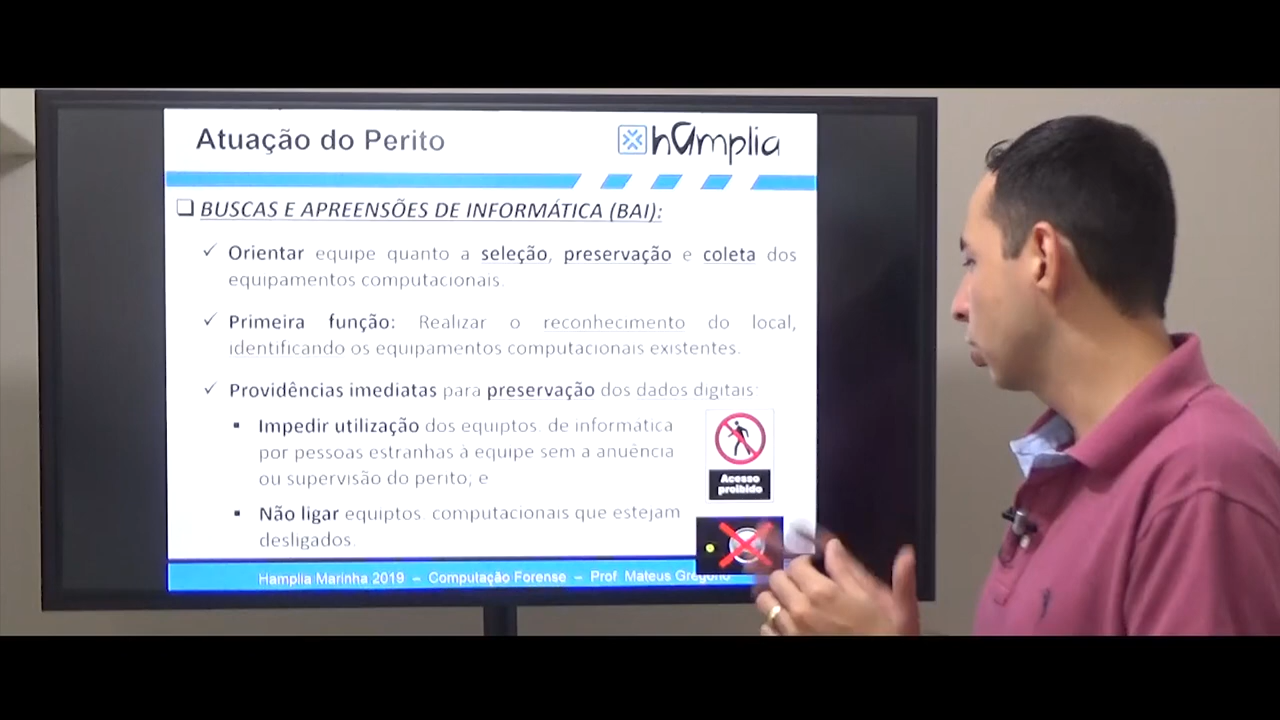 Atuação do Perito
hamplia
BUSCAS E APREENSÕES DE INFORMÁTICA (BAI):
Orientar equipe quanto a seleção, preservação e coleta dos
equipamentos computacionais.
Primeira função: Realizar o reconhecimento do local,
identificando os equipamentos computacionais existentes.
Providências imediatas para preservação dos dados digitais:
Impedir utilização dos equiptos. de informática
por pessoas estranhas à equipe sem a anuência
ou supervisão do perito; e
Acesso
proibido
Não ligar equiptos. computacionais que estejam
desligados.
Hamplia Marinha 2019 – Computação Forense – Prof. Mateus Gregório